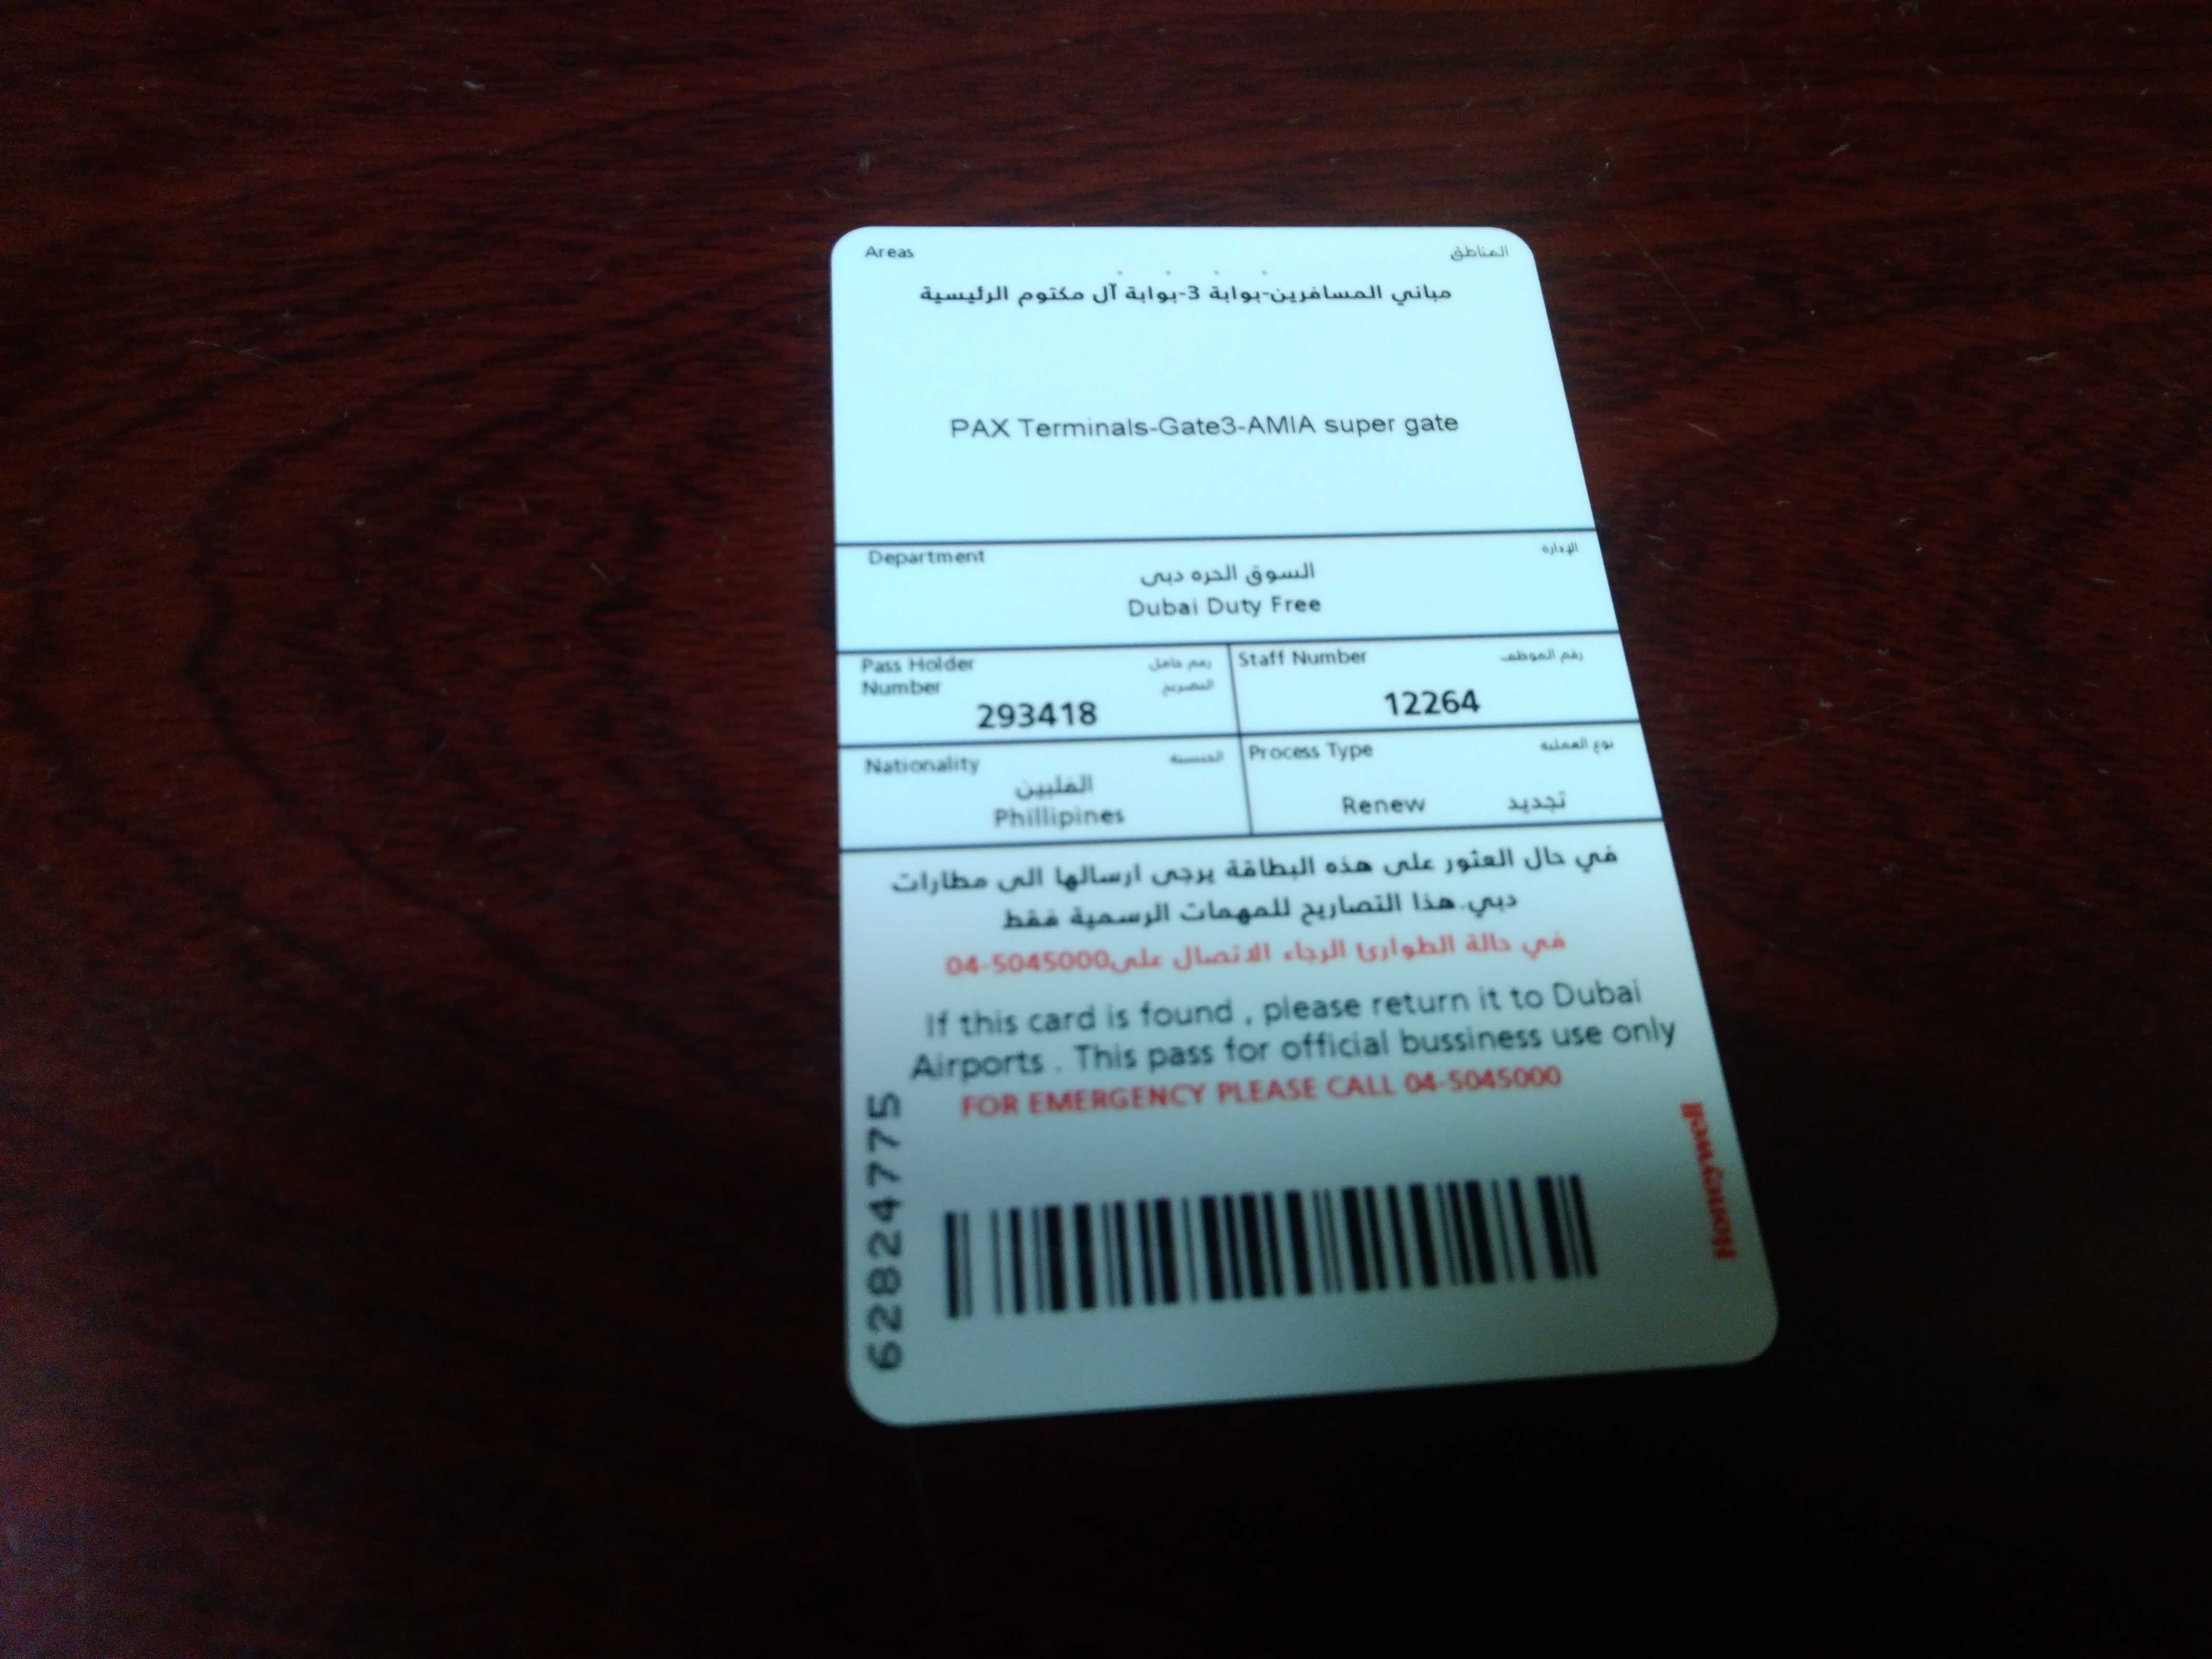 Areas المناطق
مباني المسافرين-بوابة 3-بوابة آل مكتوم الرئيسية
PAX Terminals-Gate3-AMIA super gate
Department الإدارة
السوق الحره دبى
Dubai Duty Free
Pass Holder رقم حامل
Number التصريح
293418
Staff Number رقم الموظف
12264
Nationality الجنسية
الفلبين
Phillipines
Process Type نوع العملية
Renew تجديد
في حال العثور على هذه البطاقة يرجى ارسالها الى مطارات
دبي.هذا التصاريح للمهمات الرسمية فقط
في حالة الطوارئ الرجاء الاتصال على04-5045000
If this card is found , please return it to Dubai
Airports . This pass for official bussiness use only
FOR EMERGENCY PLEASE CALL 04-5045000
62824775
Honeywell